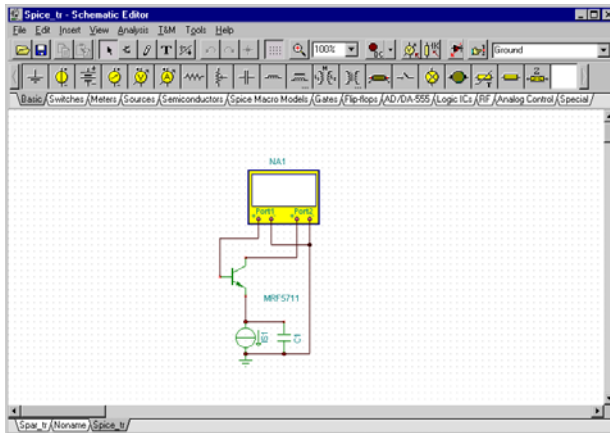 Spice_tr - Schematic Editor
File Edit Insert View Analysis T&M Tools Help
100% Ground
Basic Switches Meters Sources Semiconductors Spice Macro Models Gates Flip-flops AD/DA-555 Logic ICs RF Analog Control Special
NA1
Port1 Port2
MRF5711
IS1 C1
Spar_tr Noname Spice_tr